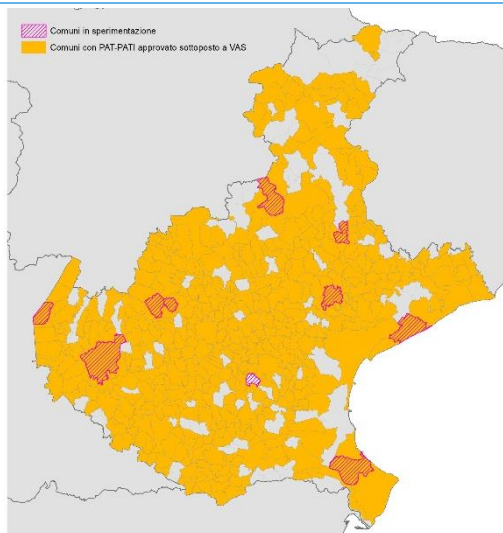 Comuni in sperimentazione
Comuni con PAT-PATI approvato sottoposto a VAS